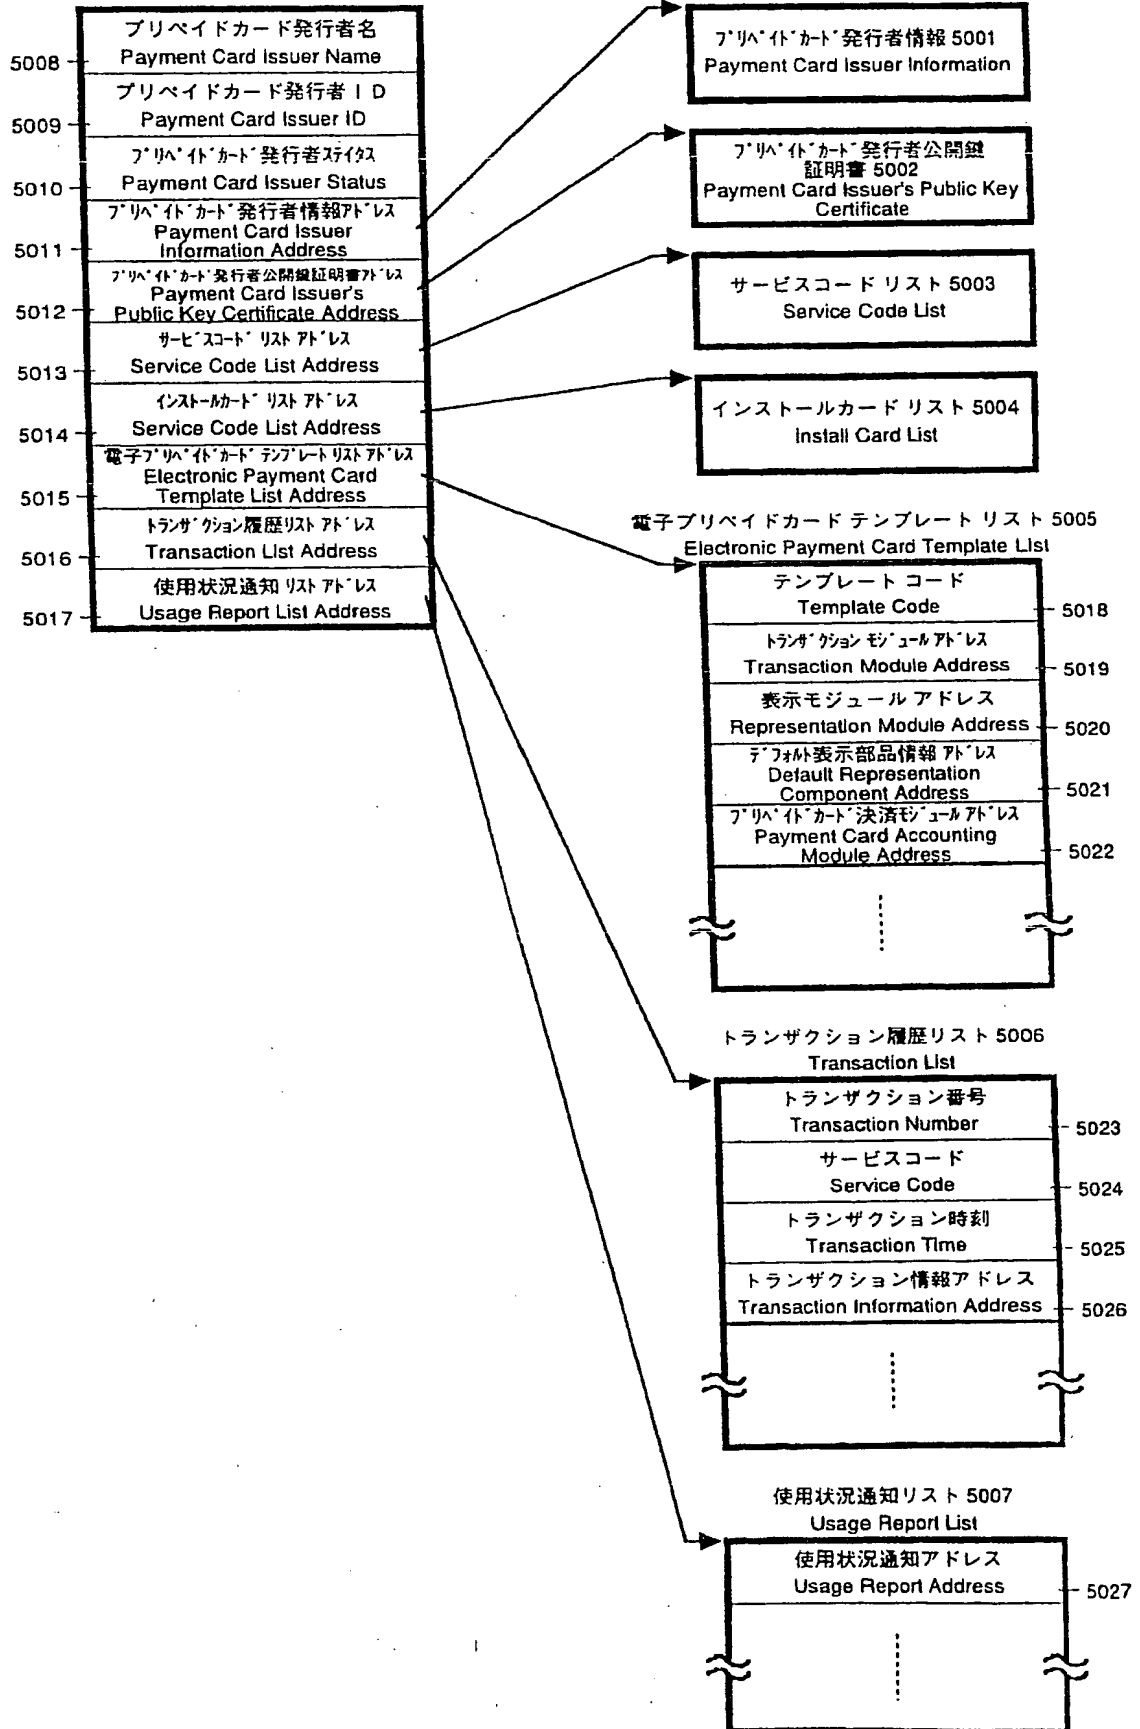 プリペイドカード発行者名
Payment Card Issuer Name
5008
プリペイドカード発行者ID
Payment Card Issuer ID
5009
プリペイドカード発行者ステイタス
Payment Card Issuer Status
5010
プリペイドカード発行者情報アドレス
Payment Card Issuer
Information Address
5011
プリペイドカード発行者公開鍵証明書アドレス
Payment Card Issuer's
Public Key Certificate Address
5012
サービスコード リスト アドレス
Service Code List Address
5013
インストールカード リスト アドレス
Service Code List Address
5014
電子プリペイドカード テンプレート リスト アドレス
Electronic Payment Card
Template List Address
5015
トランザクション履歴リスト アドレス
Transaction List Address
5016
使用状況通知 リスト アドレス
Usage Report List Address
5017
プリペイドカード発行者情報 5001
Payment Card Issuer Information
プリペイドカード発行者公開鍵
証明書 5002
Payment Card Issuer's Public Key
Certificate
サービスコード リスト 5003
Service Code List
インストールカード リスト 5004
Install Card List
電子プリペイドカード テンプレート リスト 5005
Electronic Payment Card Template List
テンプレート コード
Template Code
5018
トランザクション モジュール アドレス
Transaction Module Address
5019
表示モジュール アドレス
Representation Module Address
5020
デフォルト表示部品情報 アドレス
Default Representation
Component Address
5021
プリペイドカード決済モジュール アドレス
Payment Card Accounting
Module Address
5022
トランザクション履歴リスト 5006
Transaction List
トランザクション番号
Transaction Number
5023
サービスコード
Service Code
5024
トランザクション時刻
Transaction Time
5025
トランザクション情報アドレス
Transaction Information Address
5026
使用状況通知リスト 5007
Usage Report List
使用状況通知アドレス
Usage Report Address
5027